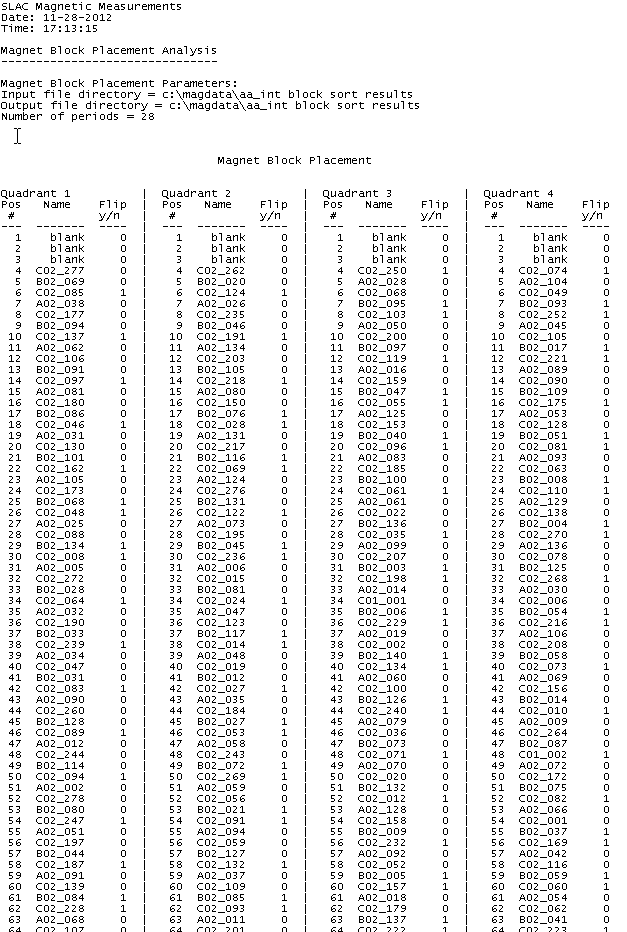 SLAC Magnetic Measurements
Date: 11-28-2012
Time: 17:13:15
Magnet Block Placement Analysis
-------------------------------
Magnet Block Placement Parameters:
Input file directory = c:\magdata\aa_int block sort results
Output file directory = c:\magdata\aa_int block sort results
Number of periods = 28
Magnet Block Placement
Quadrant 1 | Quadrant 2 | Quadrant 3 | Quadrant 4
Pos Name Flip | Pos Name Flip | Pos Name Flip | Pos Name Flip
# y/n | # y/n | # y/n | # y/n
--- ------- ---- | --- ------- ---- | --- ------- ---- | --- ------- ----
1 blank 0 | 1 blank 0 | 1 blank 0 | 1 blank 0
2 blank 0 | 2 blank 0 | 2 blank 0 | 2 blank 0
3 blank 0 | 3 blank 0 | 3 blank 0 | 3 blank 0
4 C02_277 0 | 4 C02_262 0 | 4 C02_250 1 | 4 C02_074 1
5 B02_069 0 | 5 B02_020 0 | 5 A02_028 0 | 5 A02_104 0
6 C02_085 1 | 6 C02_124 1 | 6 C02_068 0 | 6 C02_049 0
7 A02_038 0 | 7 A02_026 0 | 7 B02_095 1 | 7 B02_093 1
8 C02_177 0 | 8 C02_235 0 | 8 C02_103 1 | 8 C02_252 1
9 B02_094 0 | 9 B02_046 0 | 9 A02_050 0 | 9 A02_045 0
10 C02_137 1 | 10 C02_191 1 | 10 C02_200 0 | 10 C02_105 0
11 A02_062 0 | 11 A02_134 0 | 11 B02_097 0 | 11 B02_017 1
12 C02_106 0 | 12 C02_203 0 | 12 C02_119 1 | 12 C02_221 1
13 B02_091 0 | 13 B02_105 0 | 13 A02_016 0 | 13 A02_089 0
14 C02_097 1 | 14 C02_218 1 | 14 C02_159 0 | 14 C02_090 0
15 A02_081 0 | 15 A02_080 0 | 15 B02_047 1 | 15 B02_109 0
16 C02_180 0 | 16 C02_150 0 | 16 C02_055 1 | 16 C02_175 1
17 B02_086 0 | 17 B02_076 1 | 17 A02_125 0 | 17 A02_053 0
18 C02_046 1 | 18 C02_028 1 | 18 C02_153 0 | 18 C02_128 0
19 A02_031 0 | 19 A02_131 0 | 19 B02_040 1 | 19 B02_051 1
20 C02_130 0 | 20 C02_217 0 | 20 C02_096 1 | 20 C02_081 1
21 B02_101 0 | 21 B02_116 1 | 21 A02_083 0 | 21 A02_093 0
22 C02_162 1 | 22 C02_069 1 | 22 C02_185 0 | 22 C02_063 0
23 A02_105 0 | 23 A02_124 0 | 23 B02_100 0 | 23 B02_008 1
24 C02_173 0 | 24 C02_276 0 | 24 C02_061 1 | 24 C02_110 1
25 B02_068 0 | 25 B02_131 0 | 25 A02_061 0 | 25 A02_129 0
26 C02_048 1 | 26 C02_122 1 | 26 C02_022 0 | 26 C02_138 0
27 A02_025 0 | 27 A02_073 0 | 27 B02_136 0 | 27 B02_004 1
28 C02_088 0 | 28 C02_195 0 | 28 C02_035 1 | 28 C02_270 1
29 B02_134 1 | 29 B02_045 1 | 29 A02_099 0 | 29 A02_136 0
30 C02_008 1 | 30 C02_236 1 | 30 C02_207 0 | 30 C02_078 0
31 A02_005 0 | 31 A02_006 0 | 31 B02_003 1 | 31 B02_125 0
32 C02_272 0 | 32 C02_015 0 | 32 C02_198 1 | 32 C02_268 1
33 B02_028 0 | 33 B02_081 0 | 33 A02_014 0 | 33 A02_030 0
34 C02_064 1 | 34 C02_024 1 | 34 C01_001 0 | 34 C02_006 0
35 A02_032 0 | 35 A02_047 0 | 35 B02_006 1 | 35 B02_054 1
36 C02_190 0 | 36 C02_123 0 | 36 C02_229 1 | 36 C02_216 1
37 B02_033 0 | 37 B02_117 1 | 37 A02_019 0 | 37 A02_106 0
38 C02_239 1 | 38 C02_014 1 | 38 C02_002 0 | 38 C02_208 0
39 A02_034 0 | 39 A02_048 0 | 39 B02_140 1 | 39 B02_058 0
40 C02_047 0 | 40 C02_019 0 | 40 C02_134 1 | 40 C02_073 1
41 B02_031 0 | 41 B02_012 0 | 41 A02_060 0 | 41 A02_069 0
42 C02_083 1 | 42 C02_027 1 | 42 C02_100 0 | 42 C02_156 0
43 A02_090 0 | 43 A02_035 0 | 43 B02_126 1 | 43 B02_014 0
44 C02_260 0 | 44 C02_184 0 | 44 C02_240 1 | 44 C02_010 1
45 B02_128 0 | 45 B02_027 1 | 45 A02_079 0 | 45 A02_009 0
46 C02_089 1 | 46 C02_053 1 | 46 C02_036 0 | 46 C02_264 0
47 A02_012 0 | 47 A02_058 0 | 47 B02_073 0 | 47 B02_087 0
48 C02_244 0 | 48 C02_243 0 | 48 C02_071 1 | 48 C01_002 1
49 B02_114 0 | 49 B02_072 1 | 49 A02_070 0 | 49 A02_072 0
50 C02_094 1 | 50 C02_269 1 | 50 C02_020 0 | 50 C02_172 0
51 A02_002 0 | 51 A02_059 0 | 51 B02_132 0 | 51 B02_075 0
52 C02_278 0 | 52 C02_056 0 | 52 C02_012 1 | 52 C02_082 1
53 B02_080 0 | 53 B02_021 1 | 53 A02_128 0 | 53 A02_066 0
54 C02_247 1 | 54 C02_091 1 | 54 C02_158 0 | 54 C02_001 0
55 A02_051 0 | 55 A02_094 0 | 55 B02_009 0 | 55 B02_037 1
56 C02_197 0 | 56 C02_059 0 | 56 C02_232 1 | 56 C02_169 1
57 B02_044 0 | 57 B02_127 0 | 57 A02_092 0 | 57 A02_042 0
58 C02_187 1 | 58 C02_132 1 | 58 C02_052 0 | 58 C02_116 0
59 A02_091 0 | 59 A02_037 0 | 59 B02_005 1 | 59 B02_059 0
60 C02_139 0 | 60 C02_109 0 | 60 C02_157 1 | 60 C02_060 1
61 B02_084 1 | 61 B02_085 1 | 61 A02_018 0 | 61 A02_054 0
62 C02_228 1 | 62 C02_093 1 | 62 C02_179 0 | 62 C02_062 0
63 A02_068 0 | 63 A02_011 0 | 63 B02_137 1 | 63 B02_041 0
64 C02_107 0 | 64 C02_201 0 | 64 C02_222 1 | 64 C02_223 1